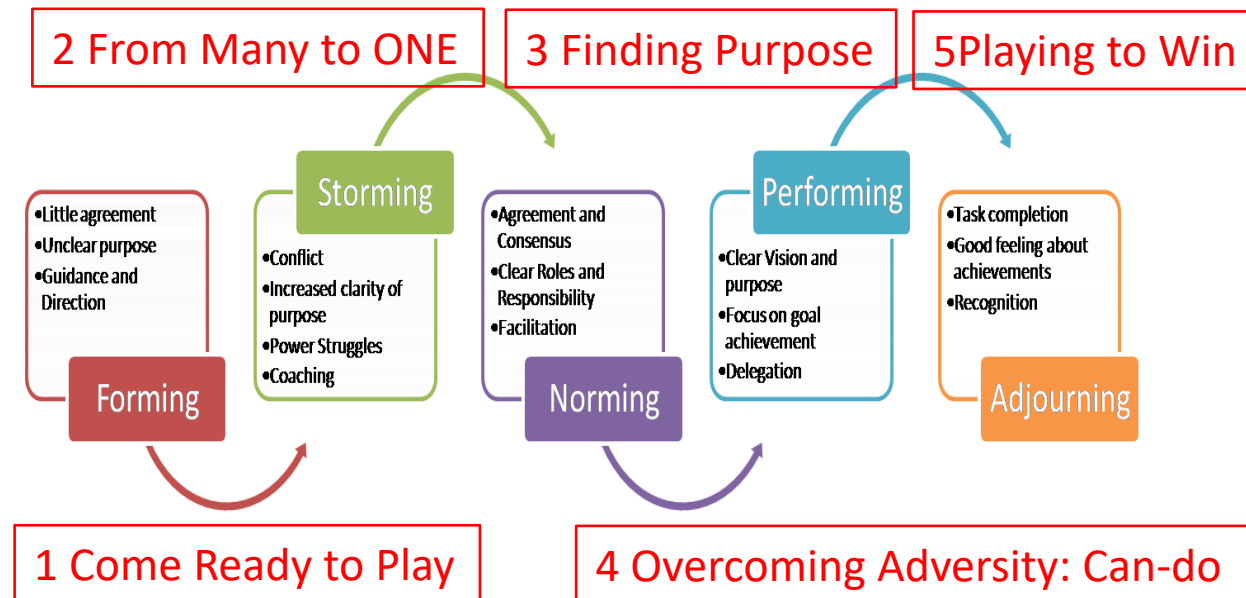 2 From Many to ONE
3 Finding Purpose
5Playing to Win
•Little agreement
•Unclear purpose
•Guidance and
Direction
Forming
Storming
•Conflict
•Increased clarity of
purpose
•Power Struggles
•Coaching
•Agreement and
Consensus
•Clear Roles and
Responsibility
•Facilitation
Norming
Performing
•Clear Vision and
purpose
•Focus on goal
achievement
•Delegation
•Task completion
•Good feeling about
achievements
•Recognition
Adjourning
1 Come Ready to Play
4 Overcoming Adversity: Can-do